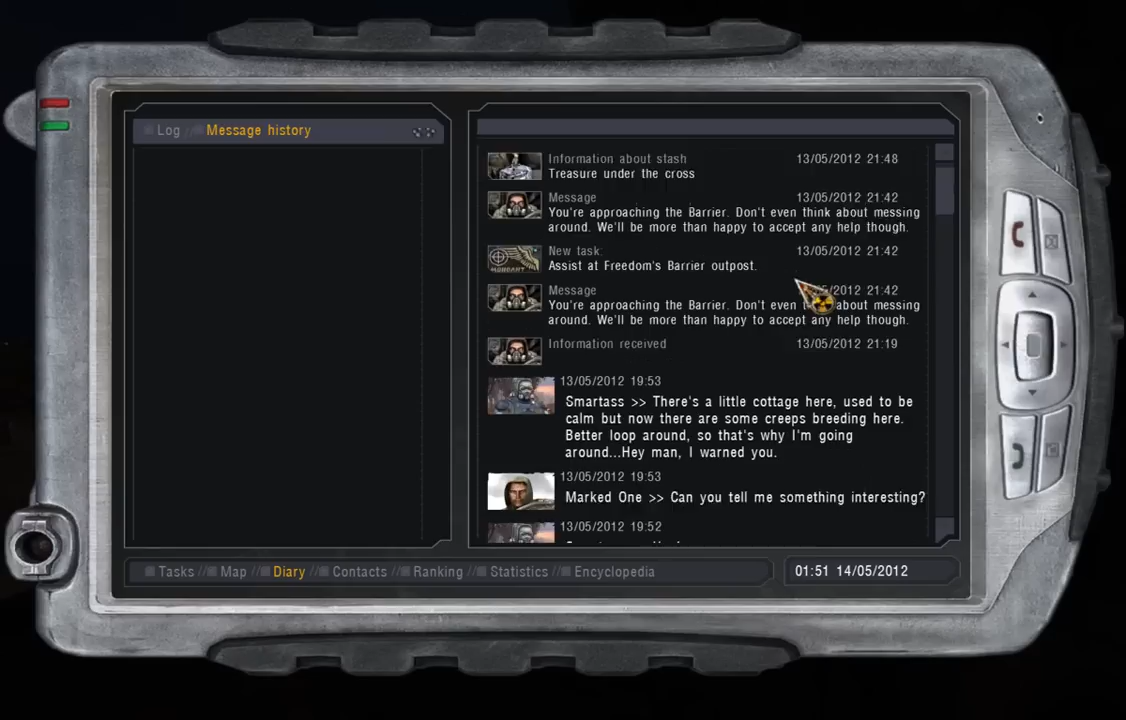 Log // Message history
Information about stash 13/05/2012 21:48
Treasure under the cross
Message 13/05/2012 21:42
You're approaching the Barrier. Don't even think about messing
around. We'll be more than happy to accept any help though.
New task: 13/05/2012 21:42
Assist at Freedom's Barrier outpost.
Message /2012 21:42
You're approaching the Barrier. Don't even about messing
around. We'll be more than happy to accept any help though.
Information received 13/05/2012 21:19
13/05/2012 19:53
Smartass >> There's a little cottage here, used to be
calm but now there are some creeps breeding here.
Better loop around, so that's why I'm going
around...Hey man, I warned you.
13/05/2012 19:53
Marked One >> Can you tell me something interesting?
13/05/2012 19:52
Tasks // Map // Diary // Contacts // Ranking // Statistics // Encyclopedia
01:51 14/05/2012